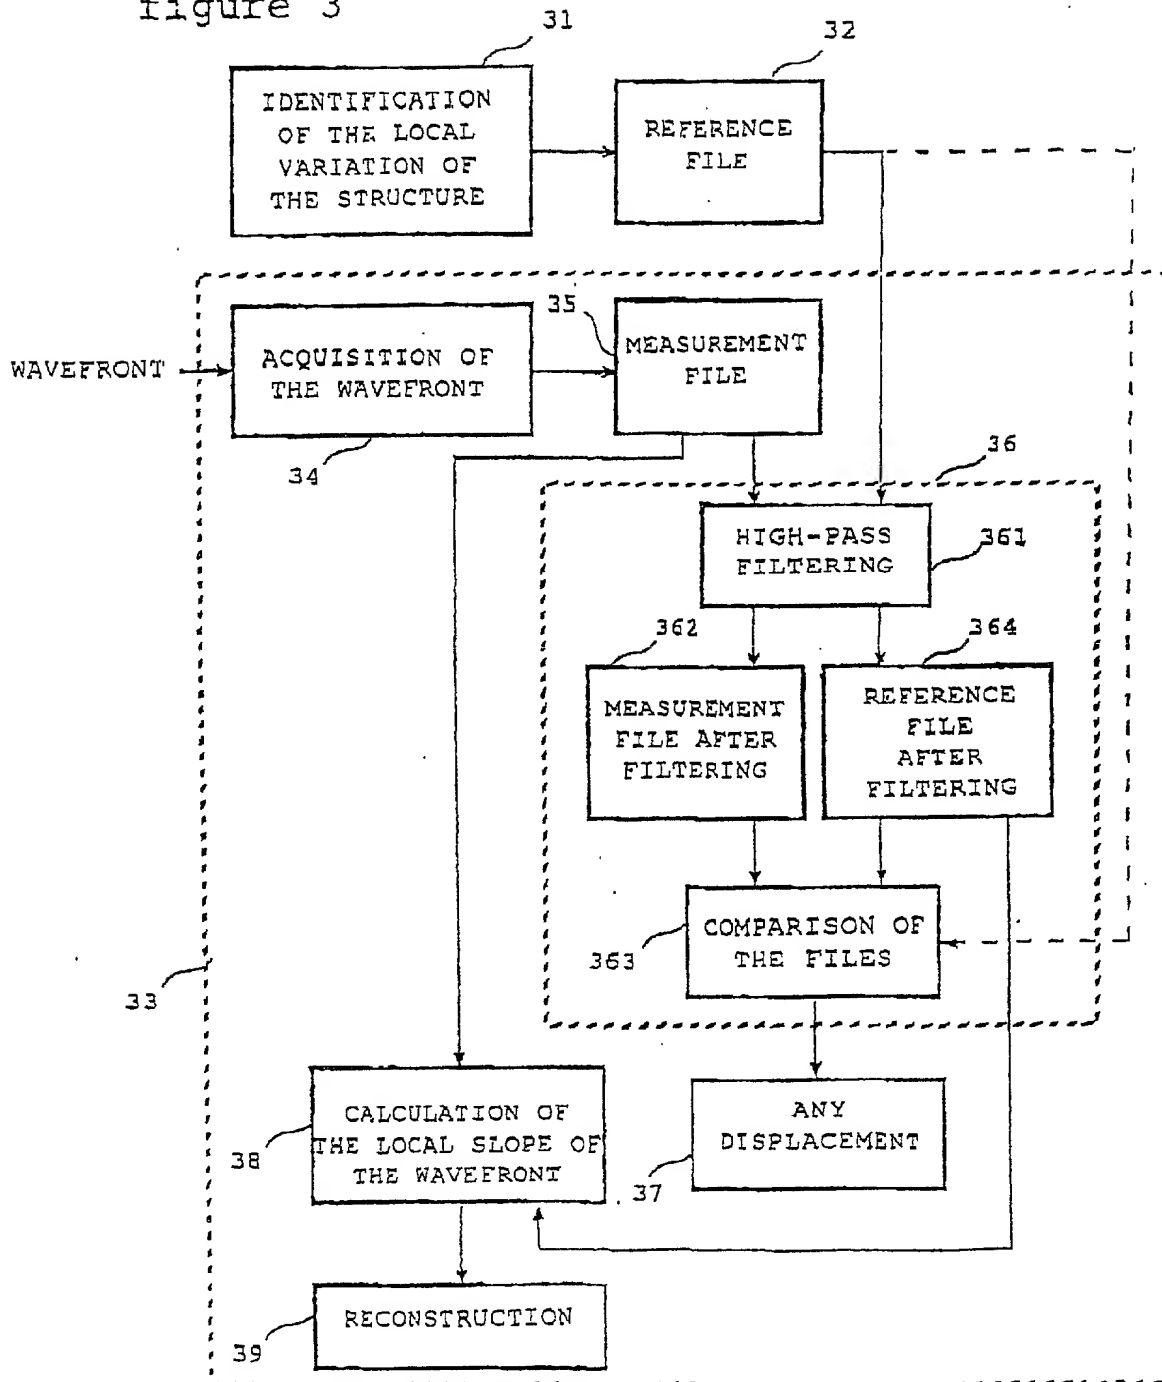 figure 3
31
32
IDENTIFICATION
OF THE LOCAL
VARIATION OF
THE STRUCTURE
REFERENCE
FILE
35
WAVEFRONT
ACQUISITION OF
THE WAVEFRONT
MEASUREMENT
FILE
34
36
HIGH-PASS
FILTERING
361
362
364
MEASUREMENT
FILE AFTER
FILTERING
REFERENCE
FILE
AFTER
FILTERING
363
COMPARISON OF
THE FILES
33
CALCULATION OF
THE LOCAL SLOPE OF
THE WAVEFRONT
38
ANY
DISPLACEMENT
37
RECONSTRUCTION
39